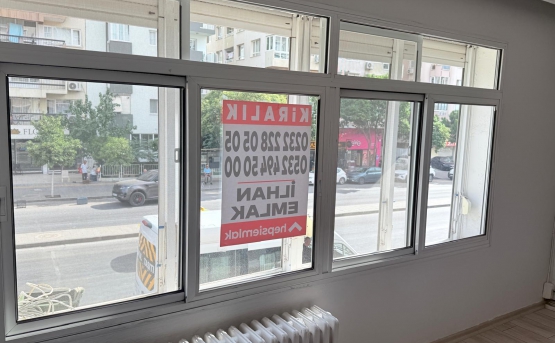 KİRALIK
0232 228 05 05
0532 494 50 00
İLHAN
EMLAK
hepsiemlak